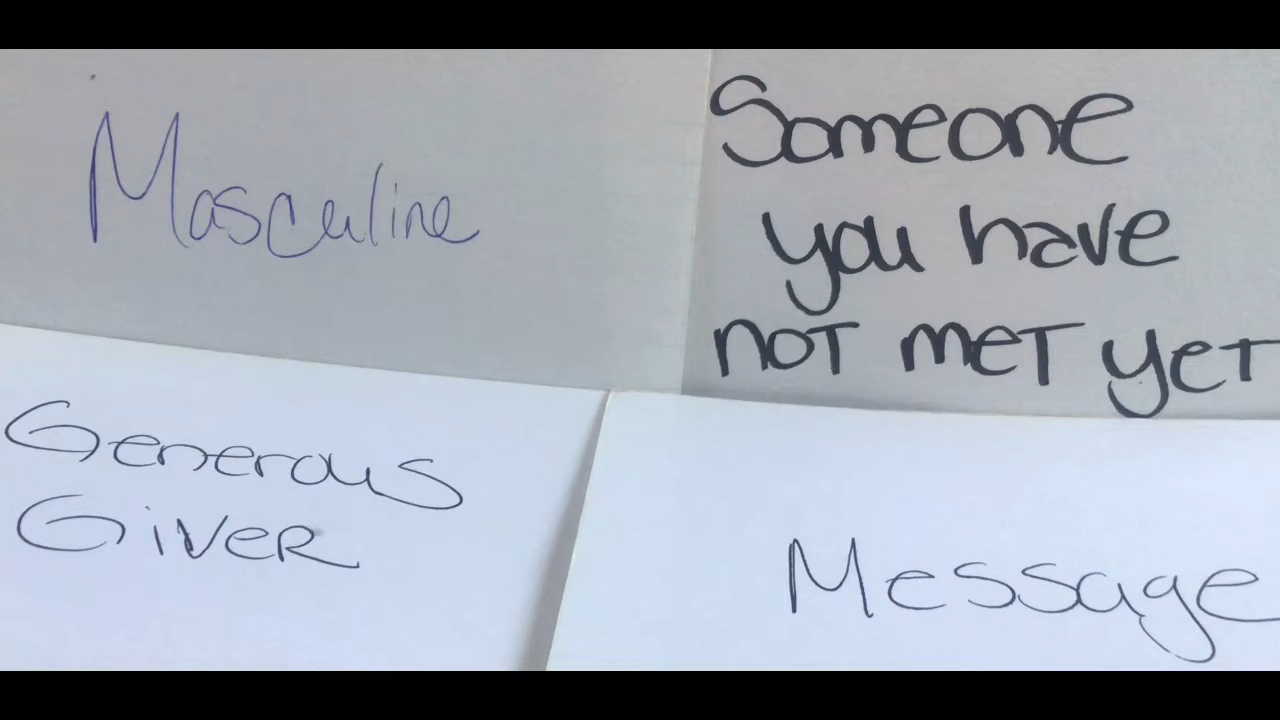 Masculine
Someone
you have
not met yet
Generous
Giver
Message